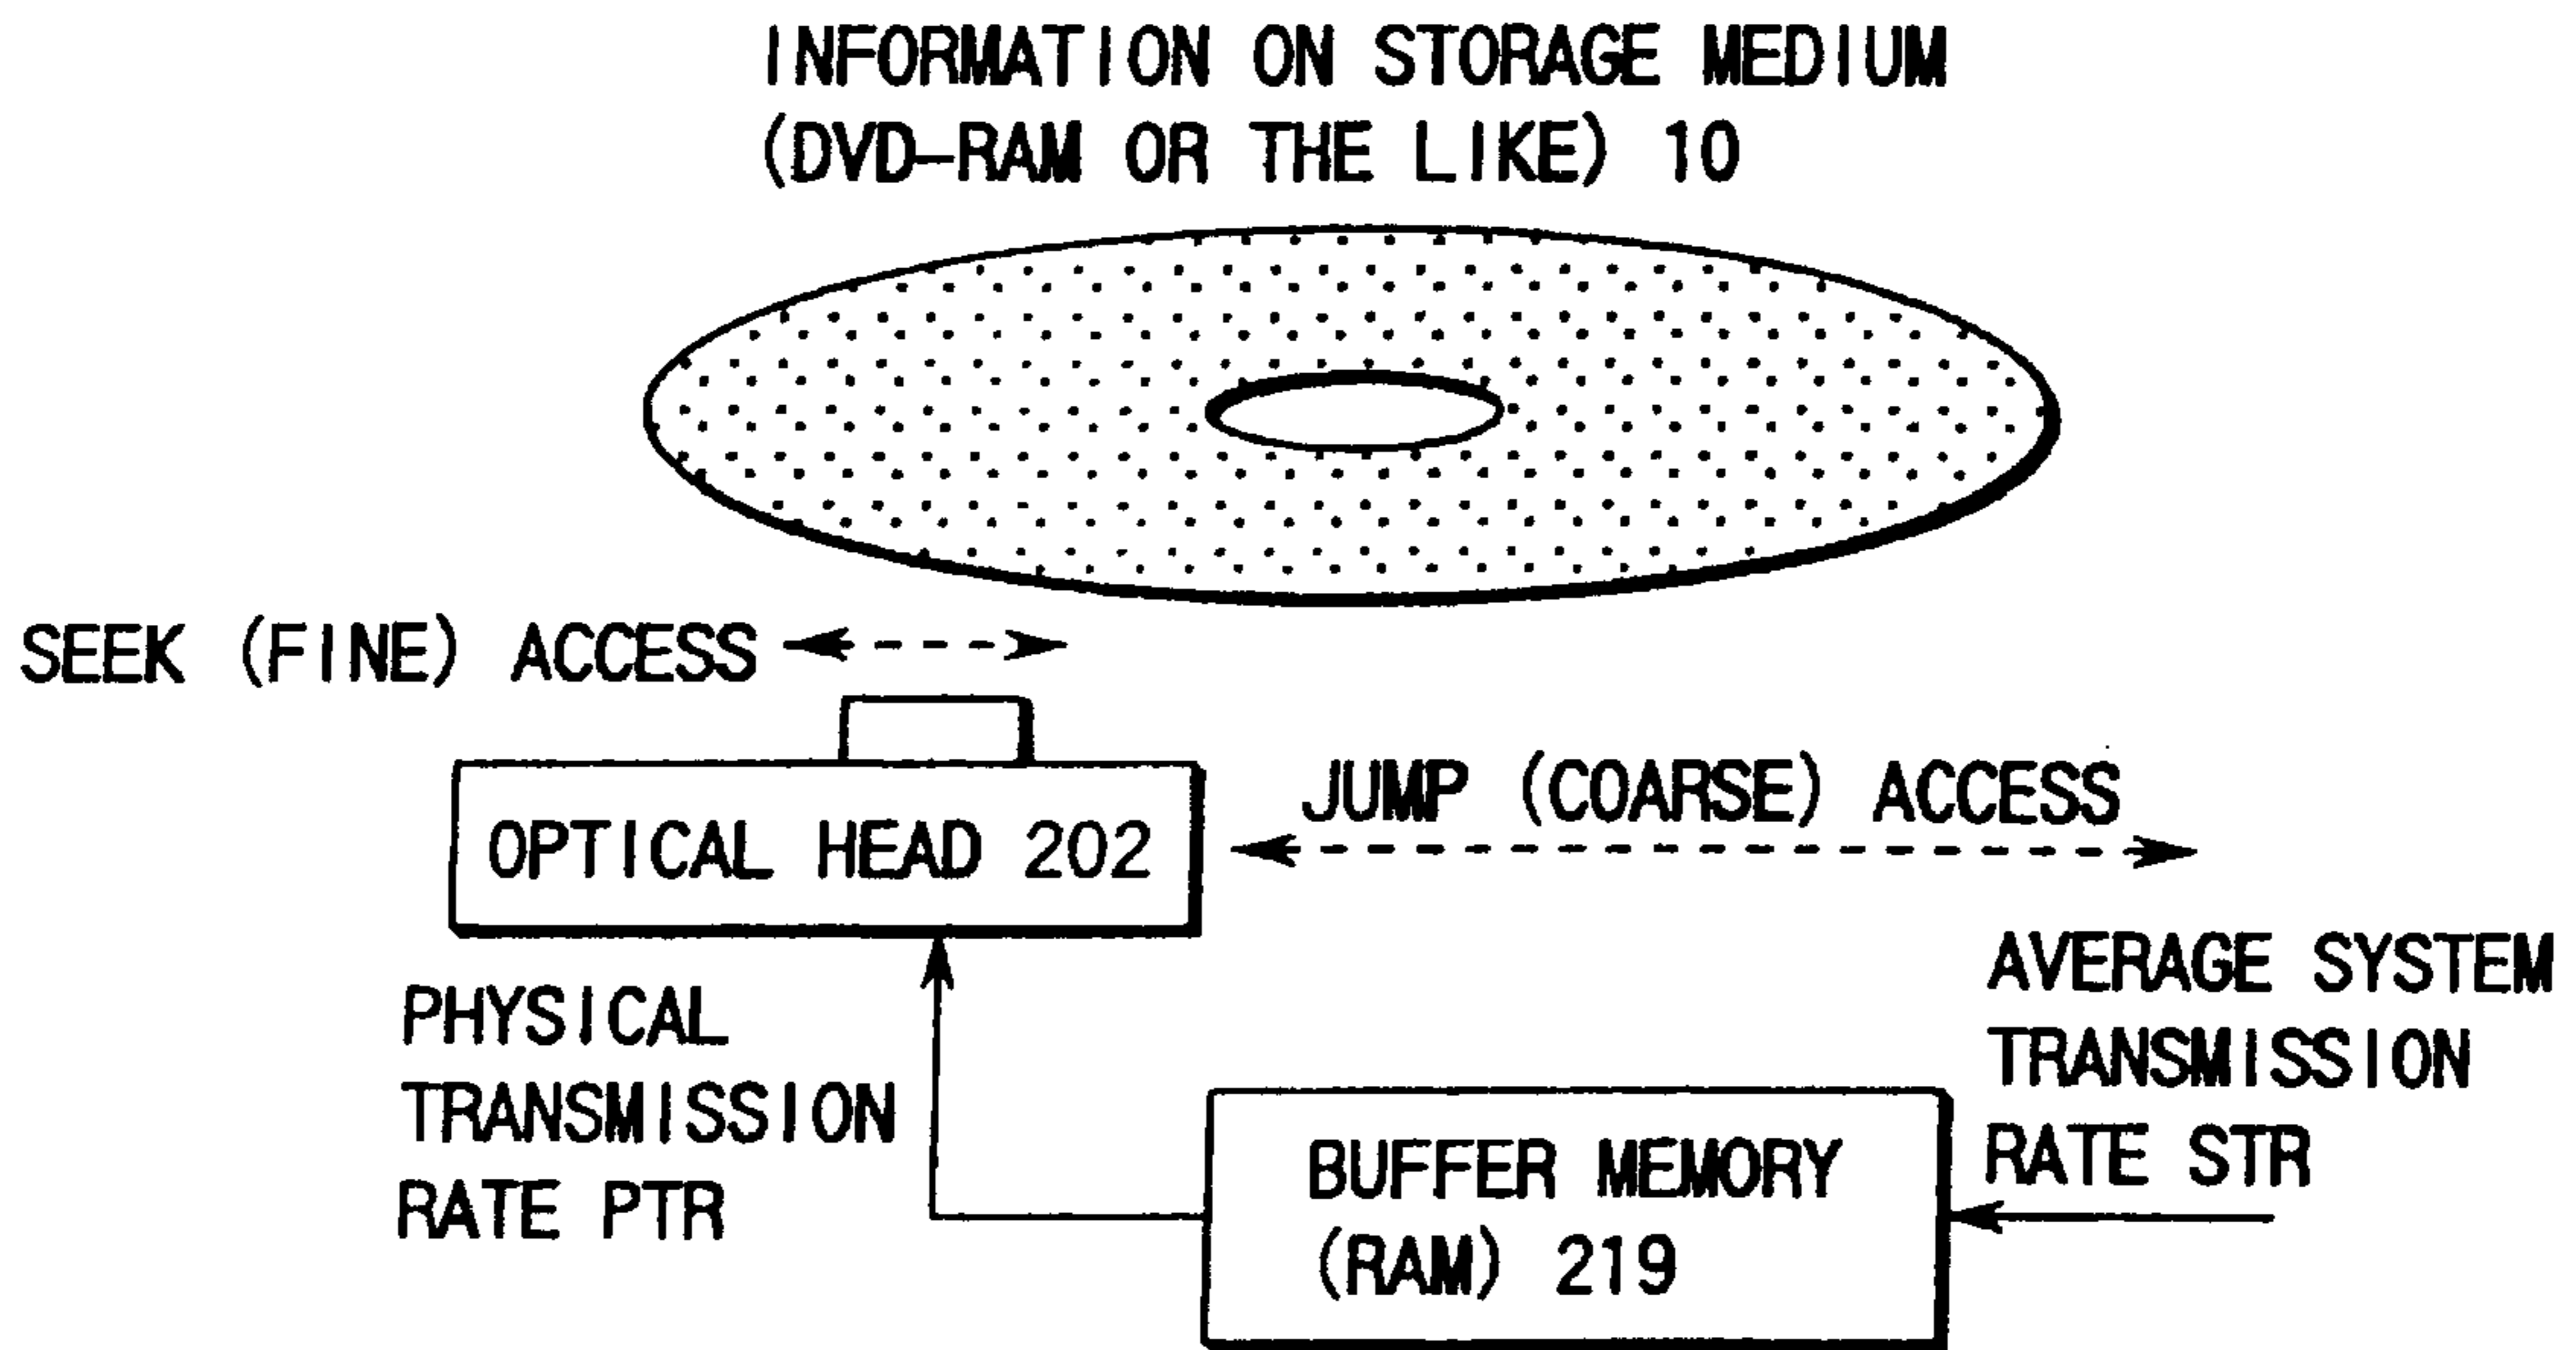 INFORMATION ON STORAGE MEDIUM
(DVD-RAM OR THE LIKE) 10
SEEK (FINE) ACCESS
JUMP (COARSE) ACCESS
OPTICAL HEAD 202
PHYSICAL
TRANSMISSION
RATE PTR
AVERAGE SYSTEM
TRANSMISSION
RATE STR
BUFFER MEMORY
(RAM) 219